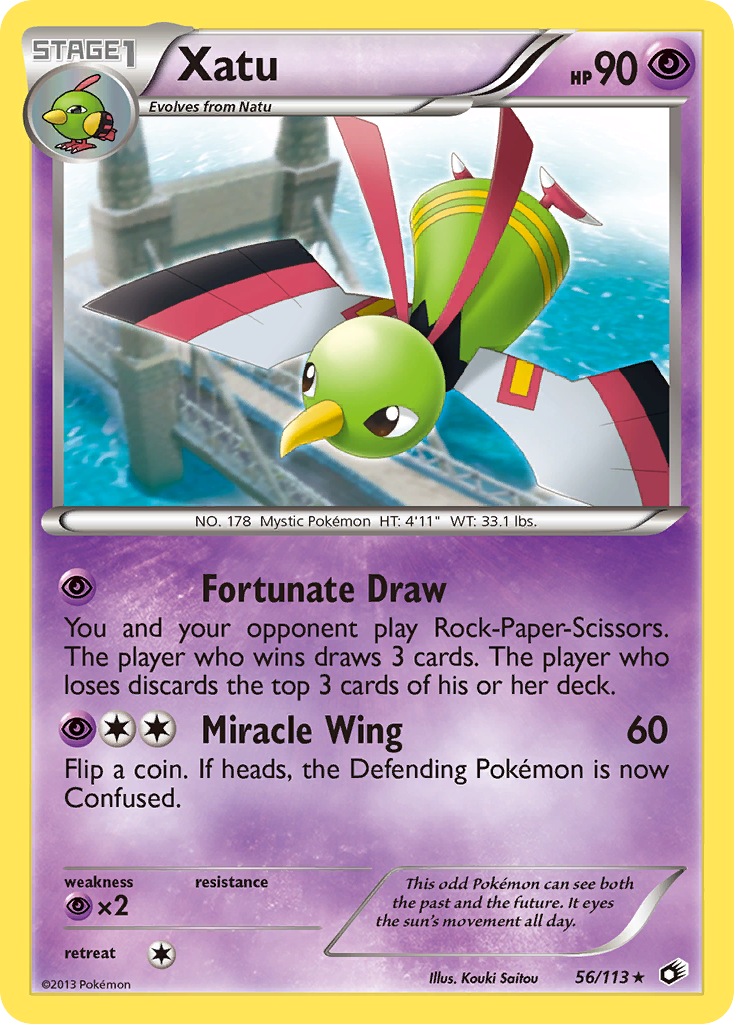 STAGE1
Xatu
HP 90
Evolves from Natu
NO. 178 Mystic Pokémon HT: 4'11" WT: 33.1 lbs.
Fortunate Draw
You and your opponent play Rock-Paper-Scissors.
The player who wins draws 3 cards. The player who
loses discards the top 3 cards of his or her deck.
Miracle Wing 60
Flip a coin. If heads, the Defending Pokémon is now
Confused.
weakness
×2
resistance
retreat
This odd Pokémon can see both
the past and the future. It eyes
the sun's movement all day.
©2013 Pokémon
Illus. Kouki Saitou
56/113 ★